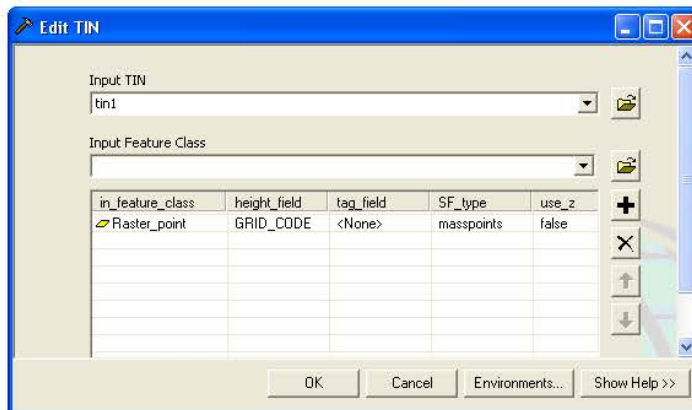 Edit TIN
Input TIN
tin1
Input Feature Class
in_feature_class height_field tag_field SF_type use_z
Raster_point GRID_CODE <None> masspoints false
OK Cancel Environments... Show Help >>